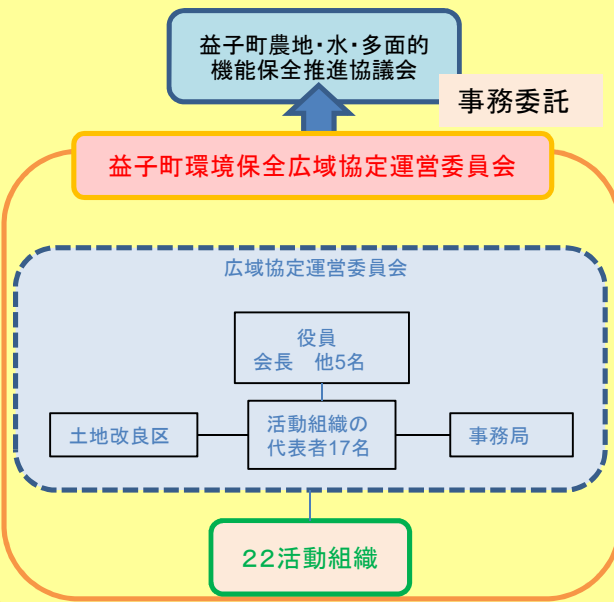 益子町農地・水・多面的
機能保全推進協議会
事務委託
益子町環境保全広域協定運営委員会
広域協定運営委員会
役員
会長　他5名
土地改良区
活動組織の
代表者17名
事務局
22活動組織